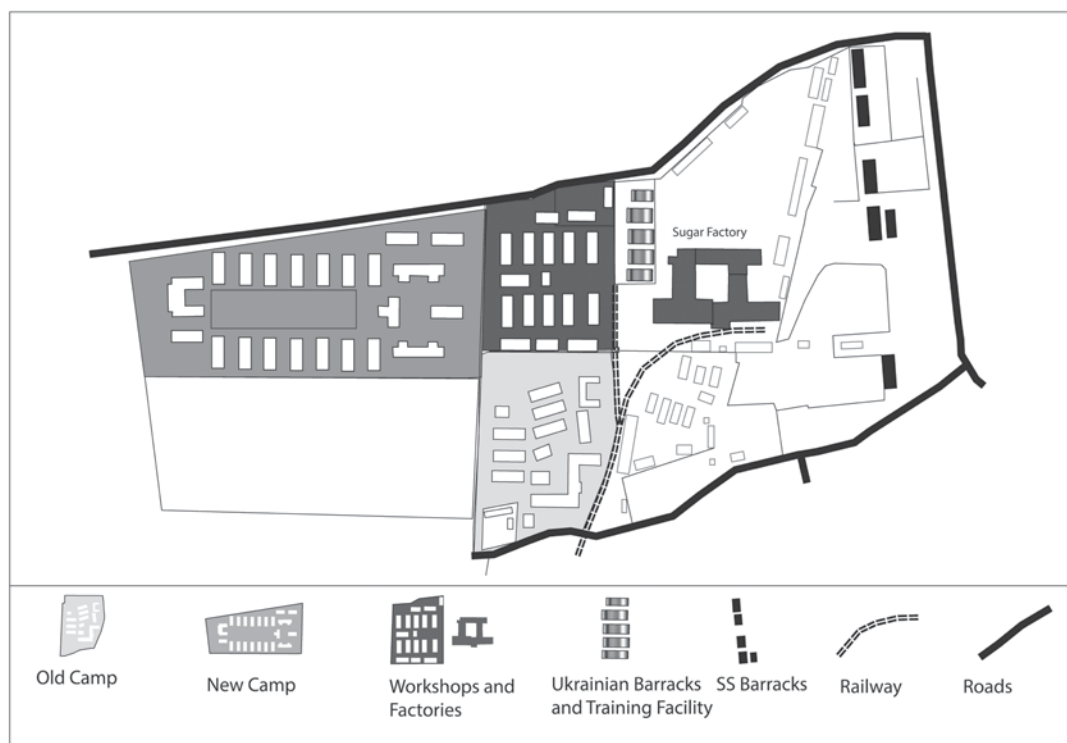 Sugar Factory
Old Camp
New Camp
Workshops and
Factories
Ukrainian Barracks
and Training Facility
SS Barracks
Railway
Roads